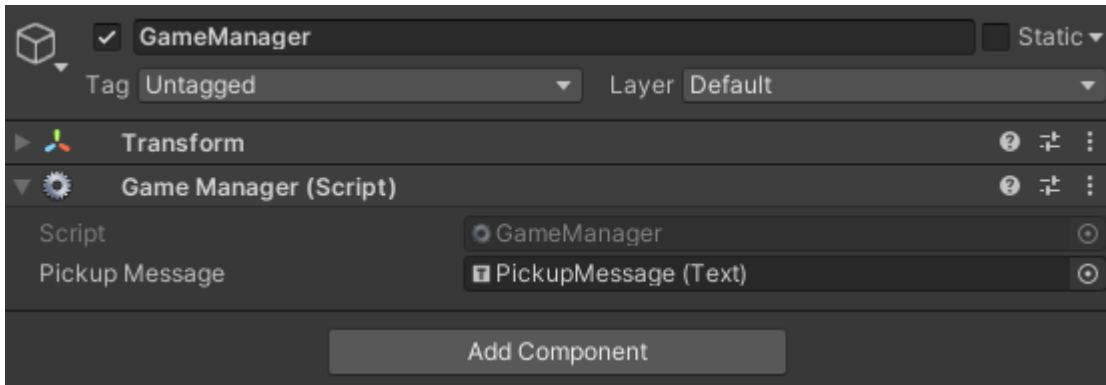 GameManager Static
Tag Untagged Layer Default
Transform
Game Manager (Script)
Script GameManager
Pickup Message PickupMessage (Text)
Add Component